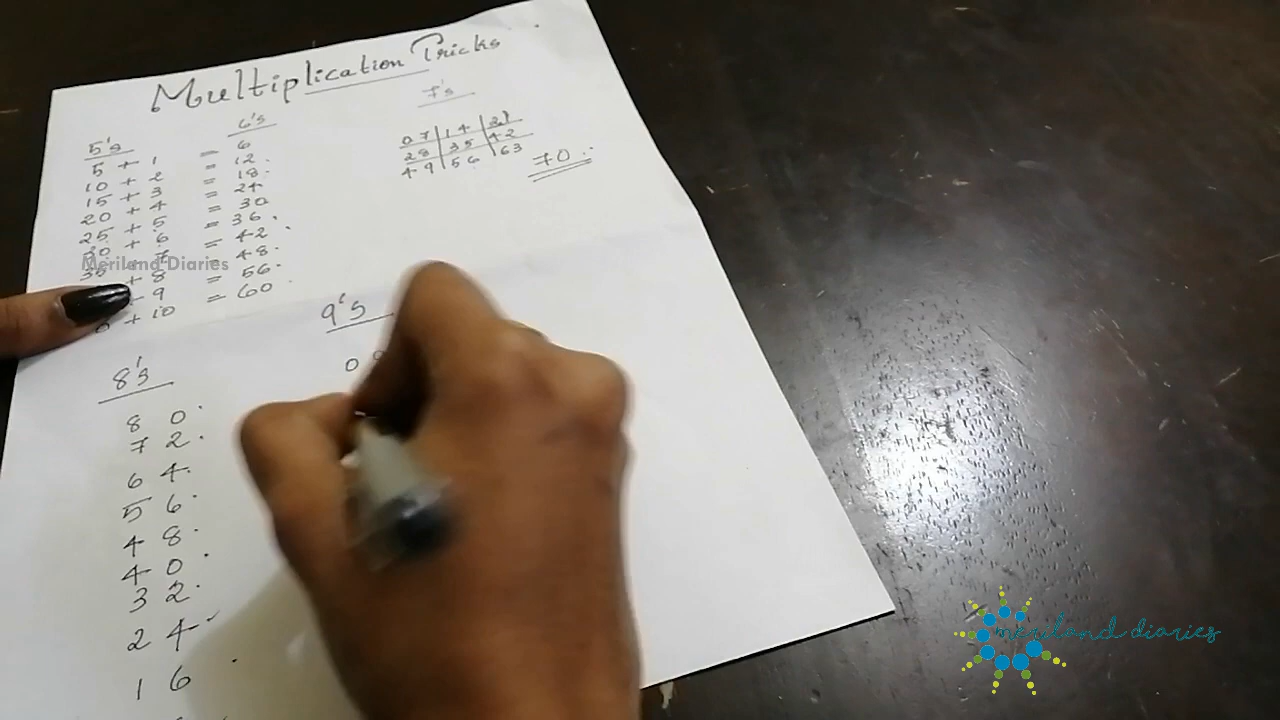 Multiplication Tricks
5's 6's
5 + 1 = 6
10 + 2 = 12
15 + 3 = 18
20 + 4 = 24
25 + 5 = 30
30 + 6 = 36
35 + 7 = 42
+ 8 = 48
+ 9 = 56
0 + 10 = 60
7's
07 14 21
28 35 42
49 56 63
70
Meriland Diaries
8's
8 0
7 2
6 4
5 6
4 8
4 0
3 2
2 4
1 6
9's
0 9
meriland diaries